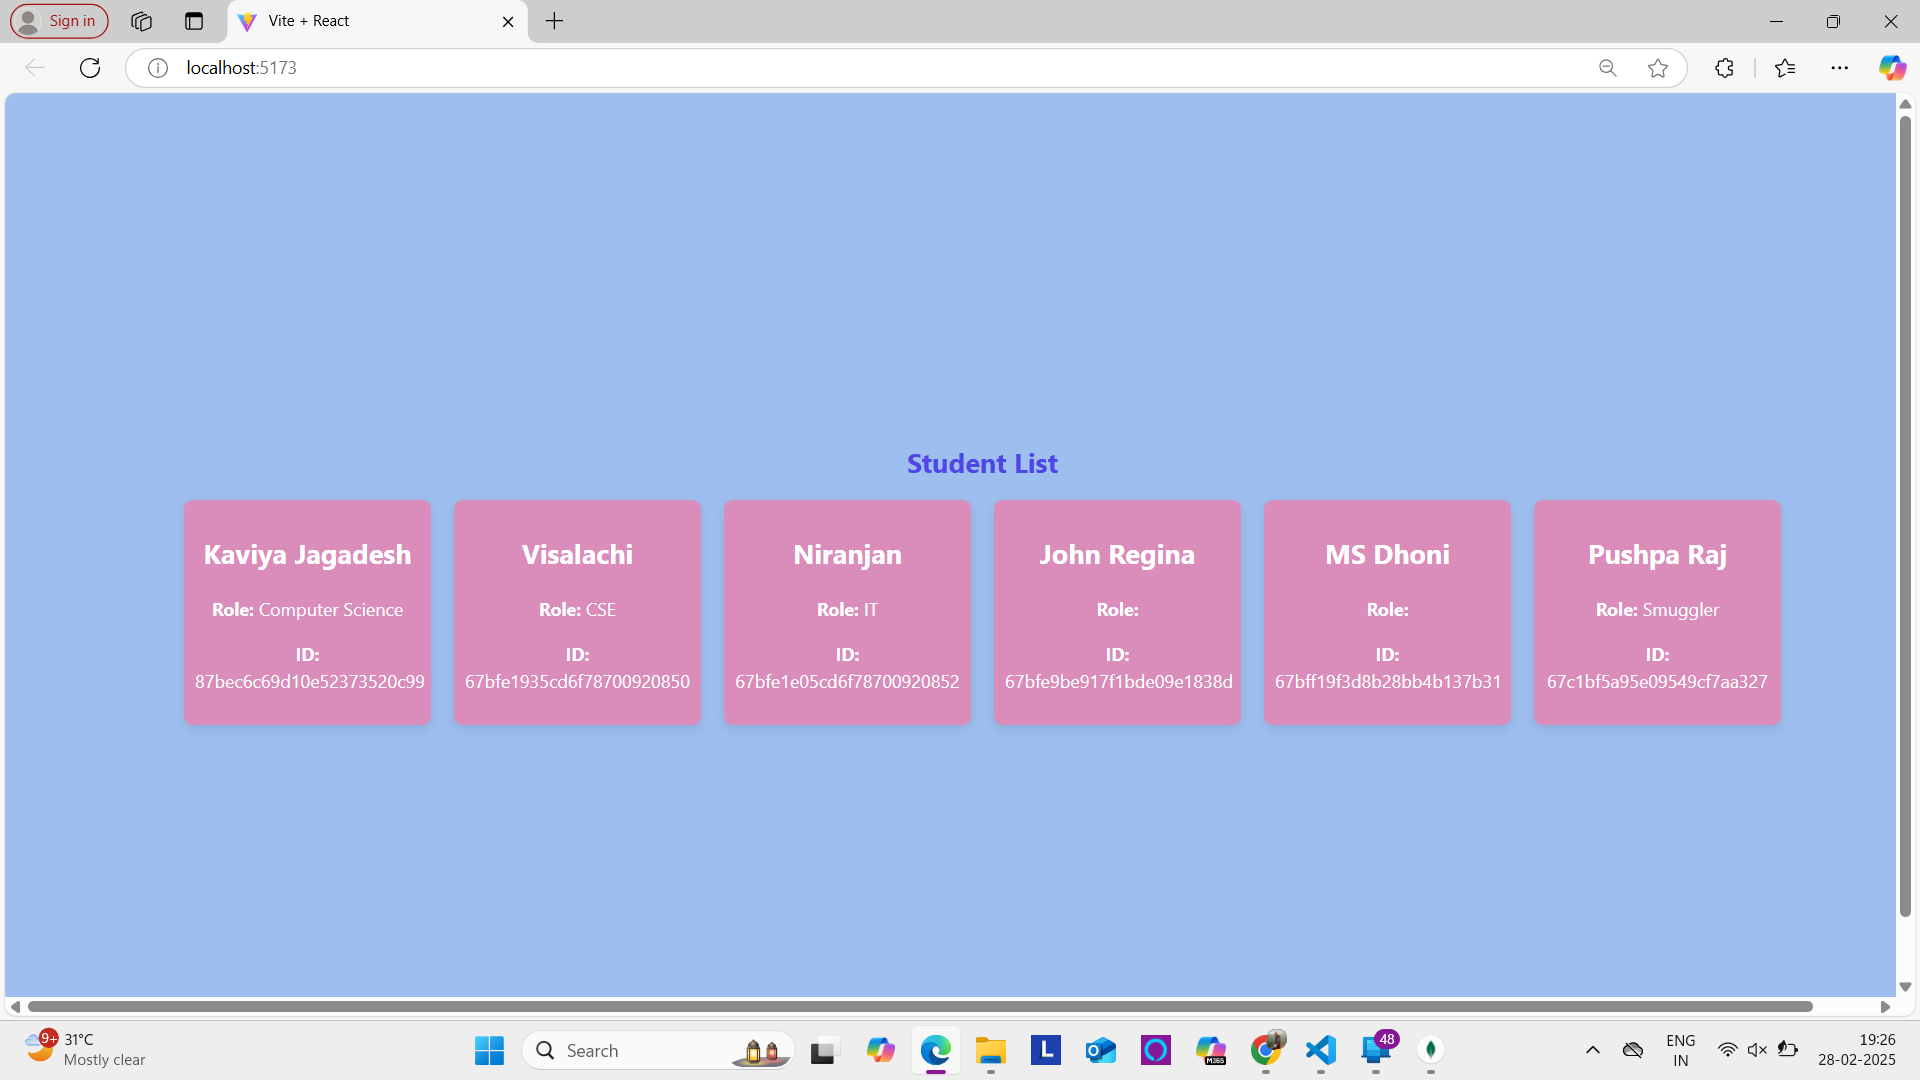 Sign in
Vite + React
localhost:5173
Student List
Kaviya Jagadesh
Role: Computer Science
ID:
87bec6c69d10e52373520c99
Visalachi
Role: CSE
ID:
67bfe1935cd6f78700920850
Niranjan
Role: IT
ID:
67bfe1e05cd6f78700920852
John Regina
Role:
ID:
67bfe9be917f1bde09e1838d
MS Dhoni
Role:
ID:
67bff19f3d8b28bb4b137b31
Pushpa Raj
Role: Smuggler
ID:
67c1bf5a95e09549cf7aa327
9+
31°C
Mostly clear
Search
L
M365
48
ENG
IN
19:26
28-02-2025